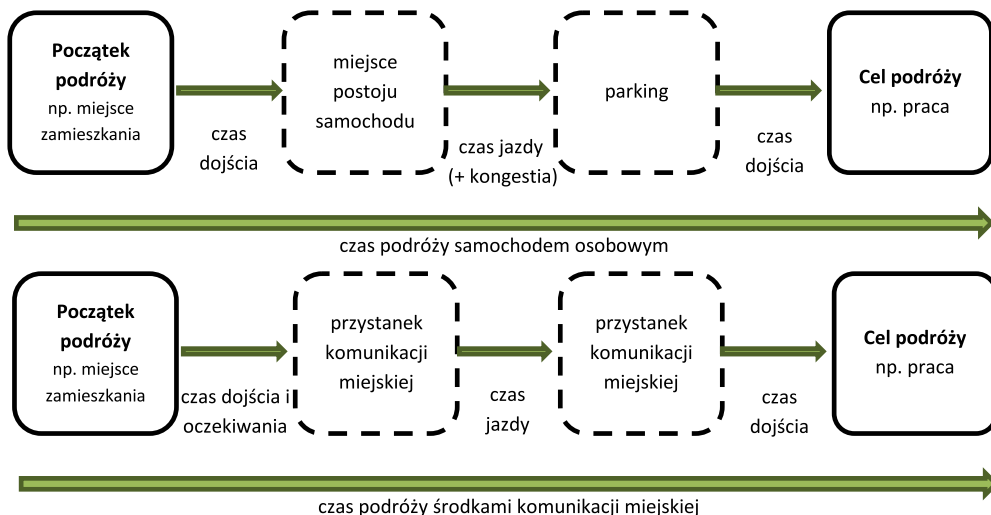 Początek
podróży
np. miejsce
zamieszkania
czas
dojścia
miejsce
postoju
samochodu
czas jazdy
(+ kongestia)
parking
czas
dojścia
Cel podróży
np. praca
czas podróży samochodem osobowym
Początek
podróży
np. miejsce
zamieszkania
czas dojścia i
oczekiwania
przystanek
komunikacji
miejskiej
czas
jazdy
przystanek
komunikacji
miejskiej
czas
dojścia
Cel podróży
np. praca
czas podróży środkami komunikacji miejskiej